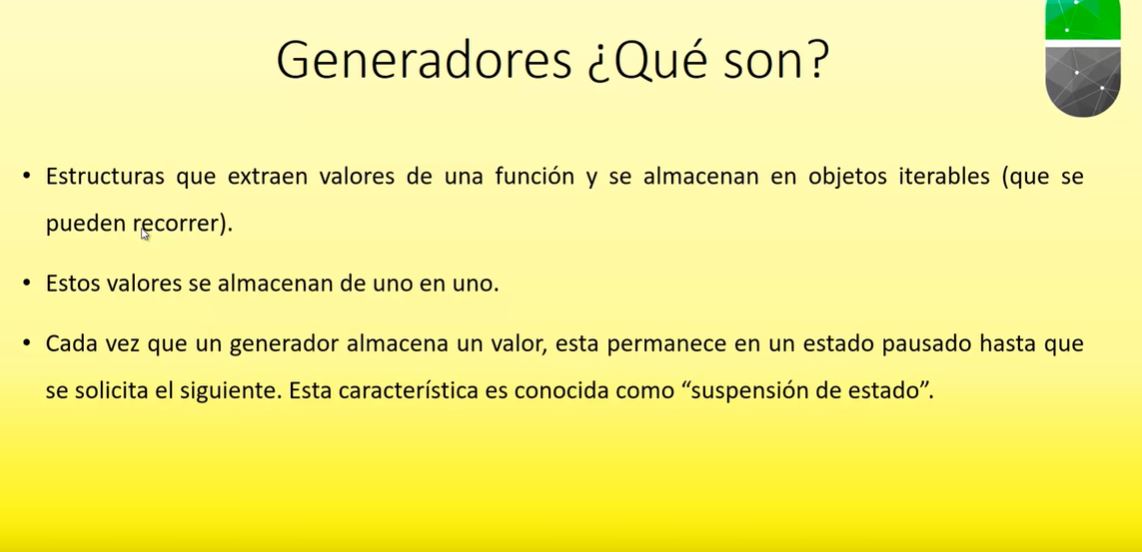 Generadores ¿Qué son?
• Estructuras que extraen valores de una función y se almacenan en objetos iterables (que se
pueden recorrer).
• Estos valores se almacenan de uno en uno.
• Cada vez que un generador almacena un valor, esta permanece en un estado pausado hasta que
se solicita el siguiente. Esta característica es conocida como “suspensión de estado”.